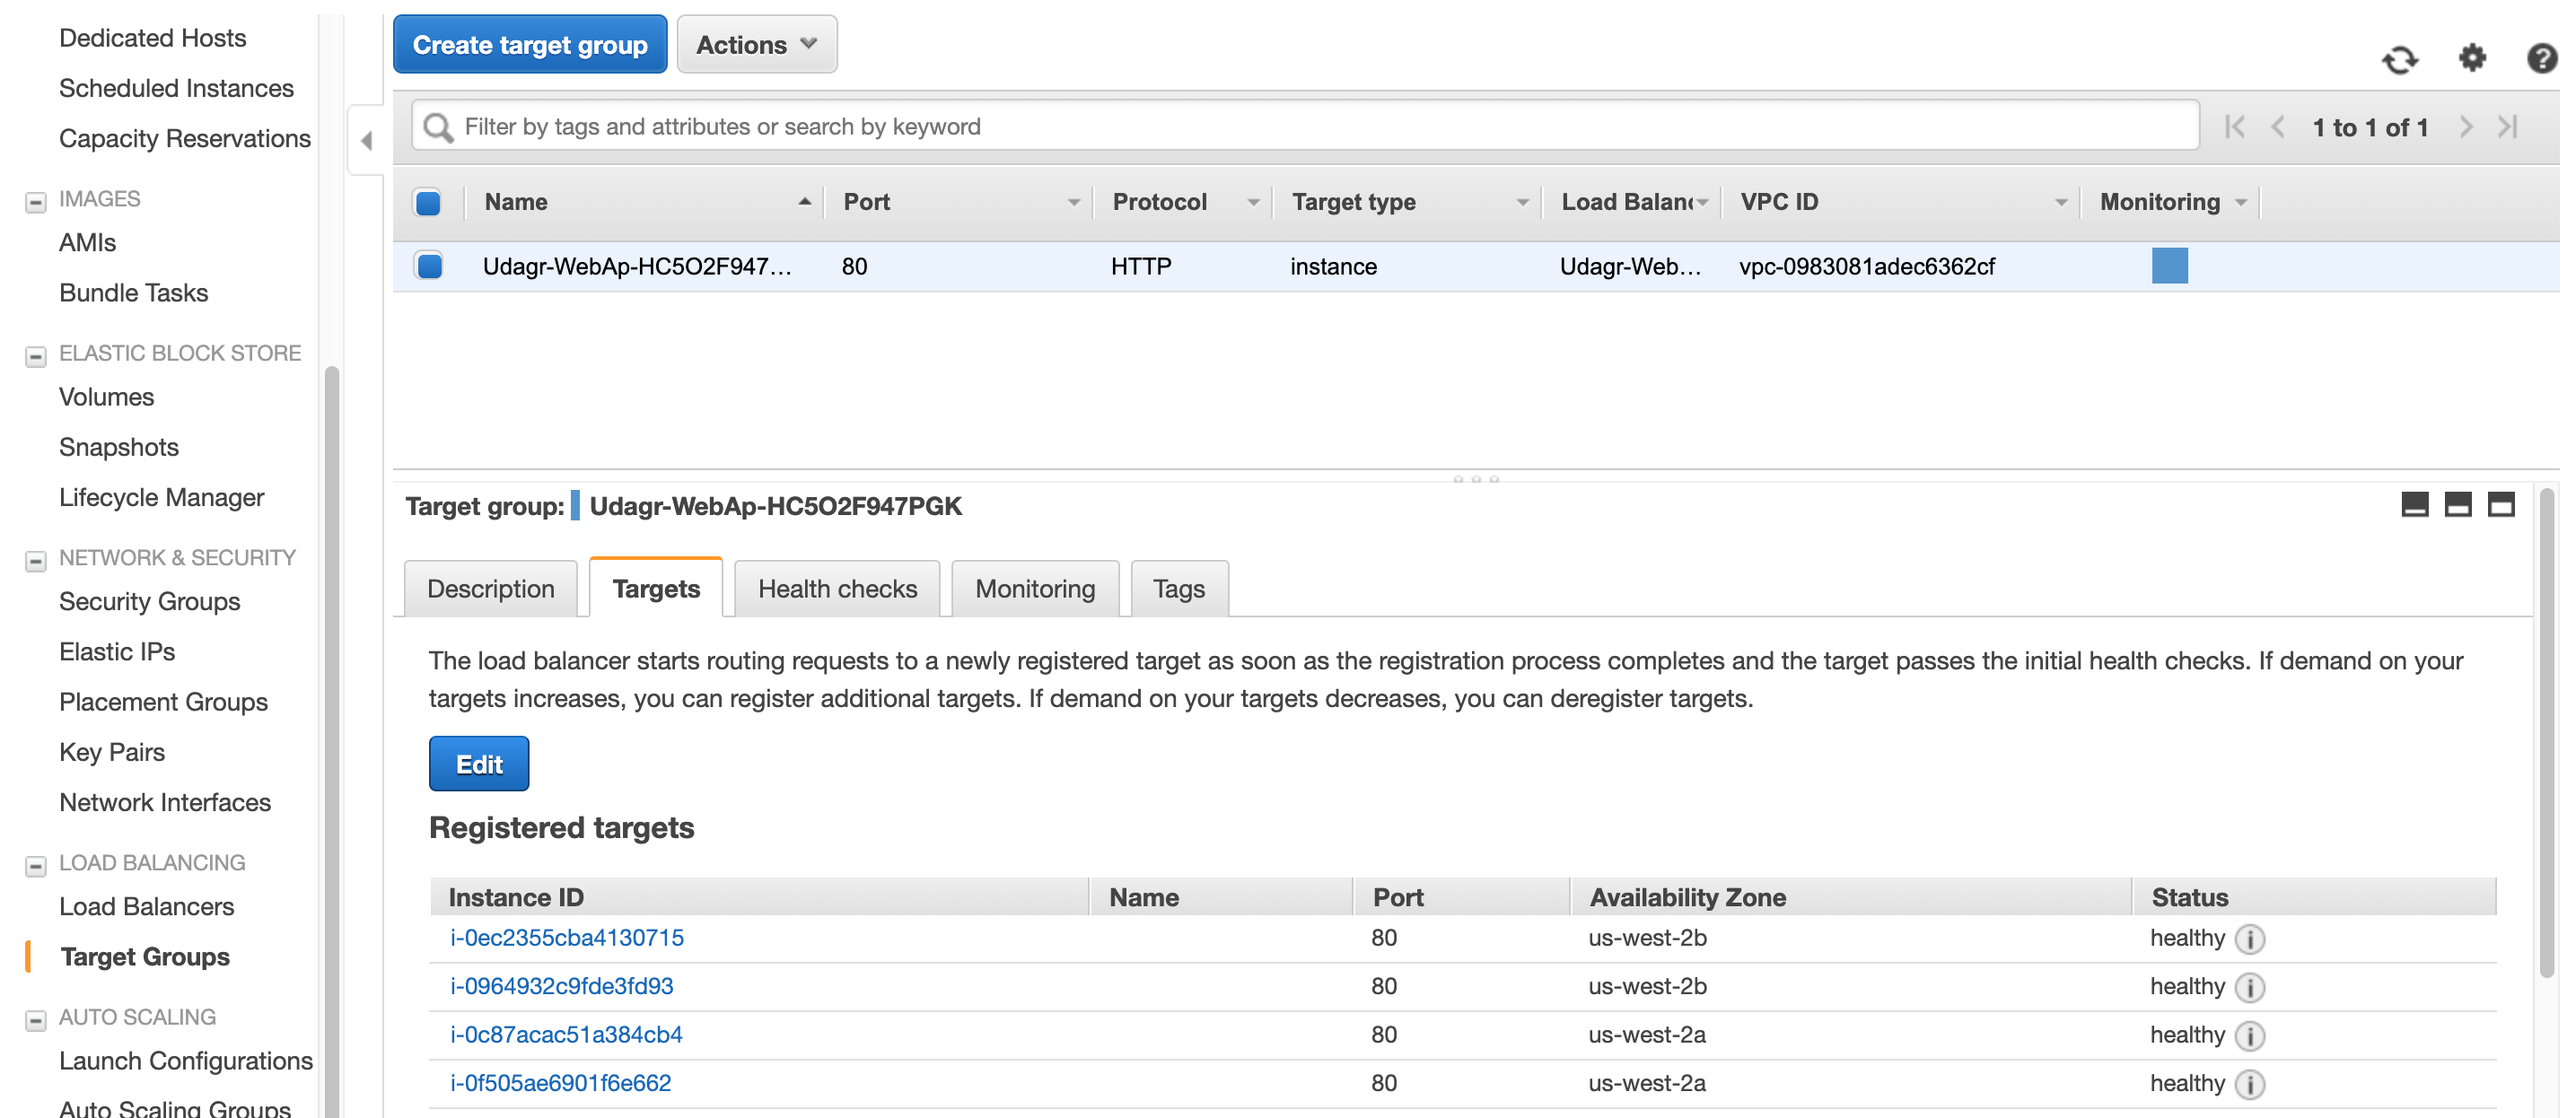 Dedicated Hosts
Scheduled Instances
Capacity Reservations
IMAGES
AMIs
Bundle Tasks
ELASTIC BLOCK STORE
Volumes
Snapshots
Lifecycle Manager
NETWORK & SECURITY
Security Groups
Elastic IPs
Placement Groups
Key Pairs
Network Interfaces
LOAD BALANCING
Load Balancers
Target Groups
AUTO SCALING
Launch Configurations
Auto Scaling Groups
Create target group Actions
Filter by tags and attributes or search by keyword 1 to 1 of 1
Name Port Protocol Target type Load Balanc VPC ID Monitoring
Udagr-WebAp-HC5O2F947... 80 HTTP instance Udagr-Web... vpc-0983081adec6362cf
Target group: Udagr-WebAp-HC5O2F947PGK
Description Targets Health checks Monitoring Tags
The load balancer starts routing requests to a newly registered target as soon as the registration process completes and the target passes the initial health checks. If demand on your
targets increases, you can register additional targets. If demand on your targets decreases, you can deregister targets.
Edit
Registered targets
Instance ID Name Port Availability Zone Status
i-0ec2355cba4130715 80 us-west-2b healthy
i-0964932c9fde3fd93 80 us-west-2b healthy
i-0c87acac51a384cb4 80 us-west-2a healthy
i-0f505ae6901f6e662 80 us-west-2a healthy